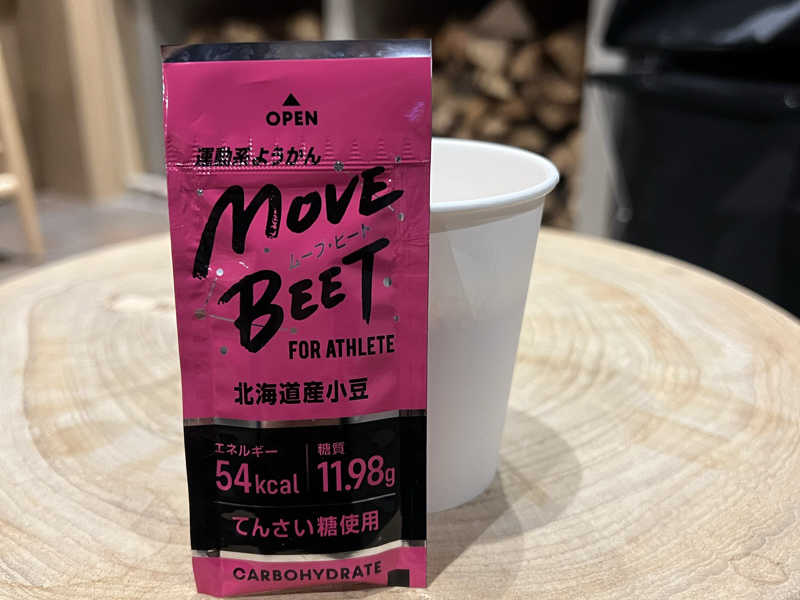 OPEN
運動系ようかん
MOVE
ムーブ・ビート
BEET
FOR ATHLETE
北海道産小豆
エネルギー
54kcal
糖質
11.98g
てんさい糖使用
CARBOHYDRATE